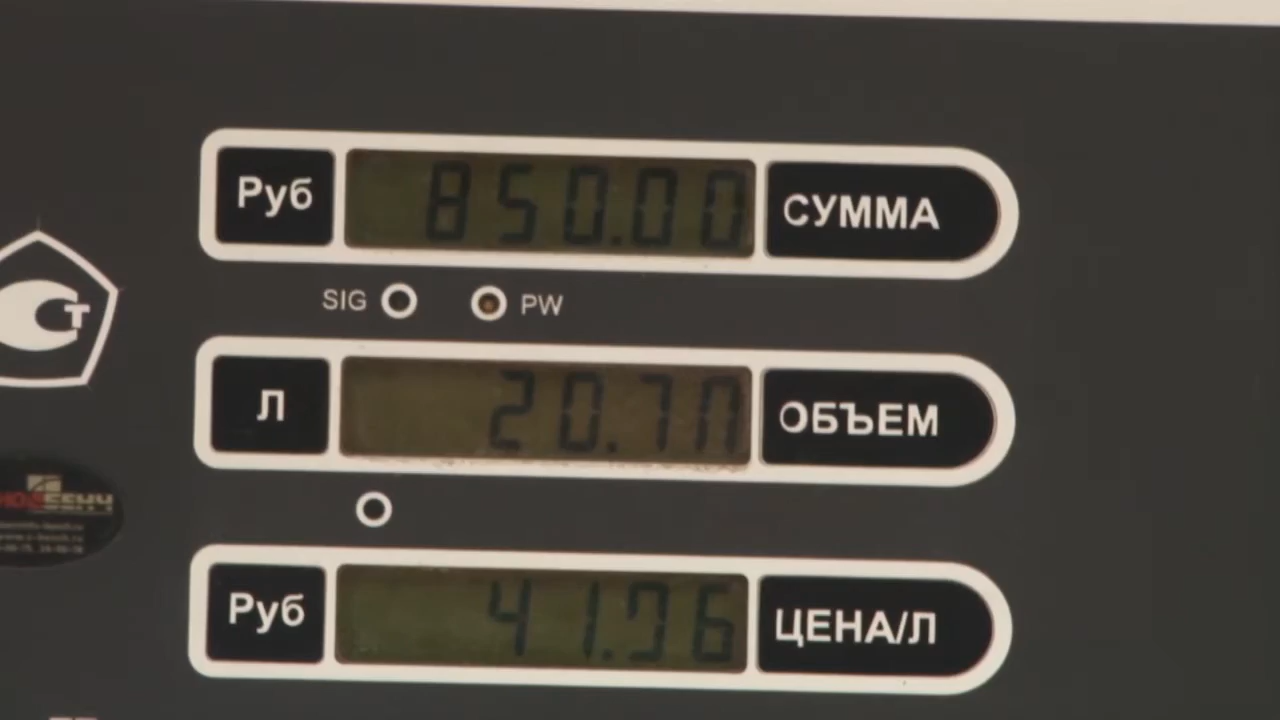 Руб 850.00 СУММА
SIG PW
Л 20.70 ОБЪЕМ
Руб 41.06 ЦЕНА/Л